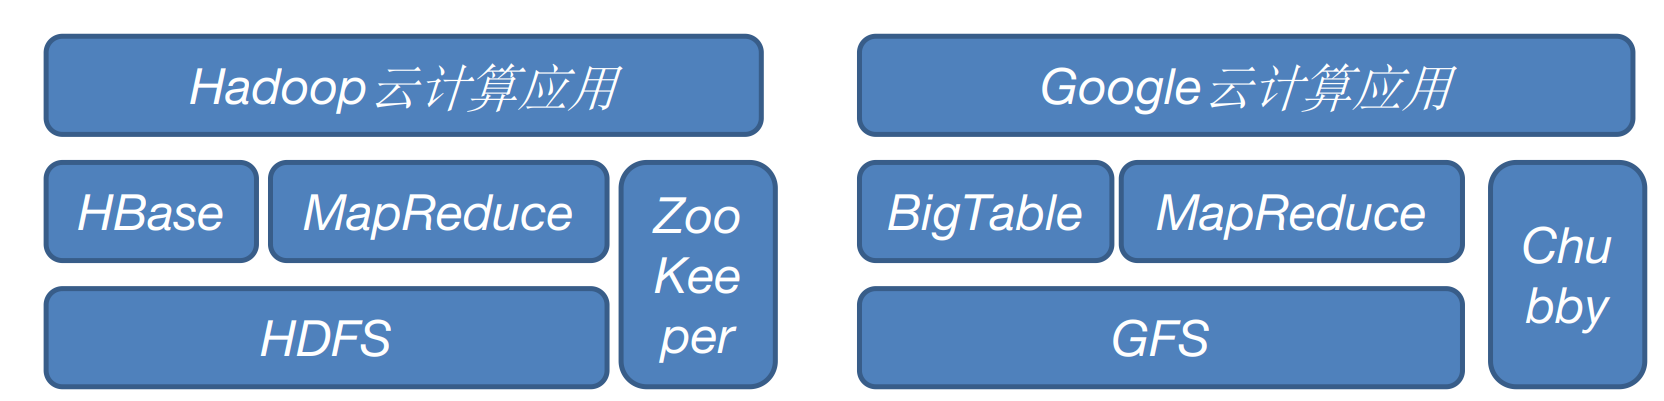 Hadoop云计算应用
HBase
MapReduce
Zoo
Kee
per
HDFS
Google云计算应用
BigTable
MapReduce
Chu
bby
GFS